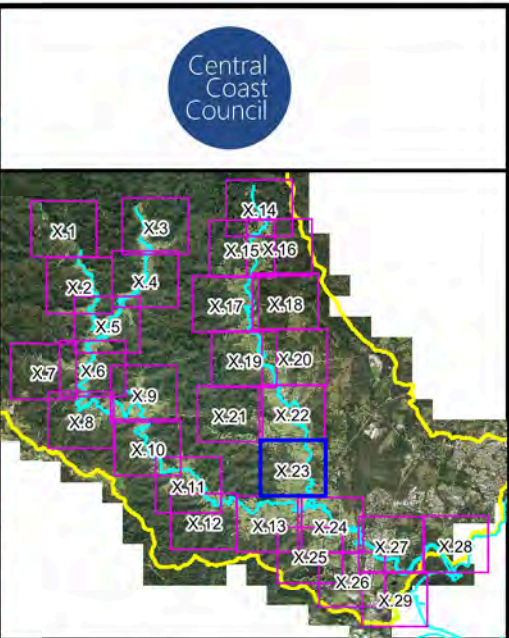 Central
Coast
Council
X.14
X.1
X.3
X.15
X.16
X.2
X.4
X.17
X.18
X.5
X.7
X.6
X.19
X.20
X.9
X.8
X.21
X.22
X.10
X.23
X.11
X.12
X.13
X.24
X.25
X.27
X.28
X.26
X.29